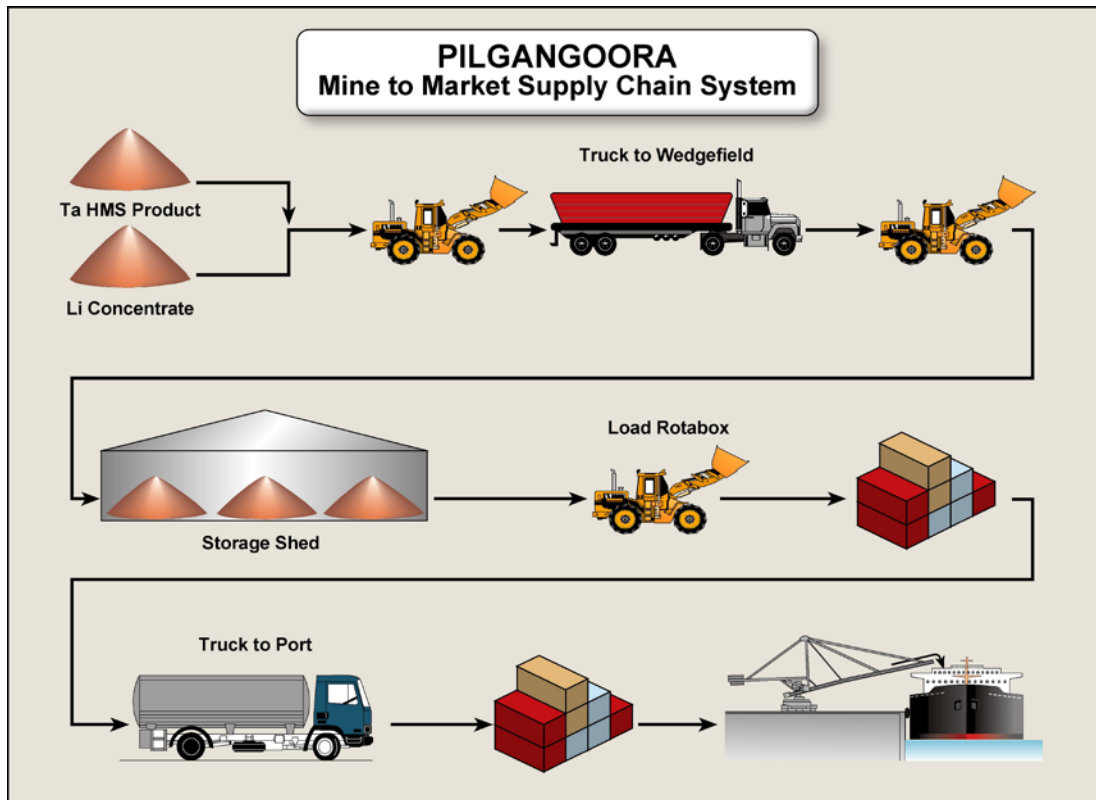 PILGANGOORA
Mine to Market Supply Chain System
Truck to Wedgefield
Ta HMS Product
Li Concentrate
Load Rotabox
Storage Shed
Truck to Port